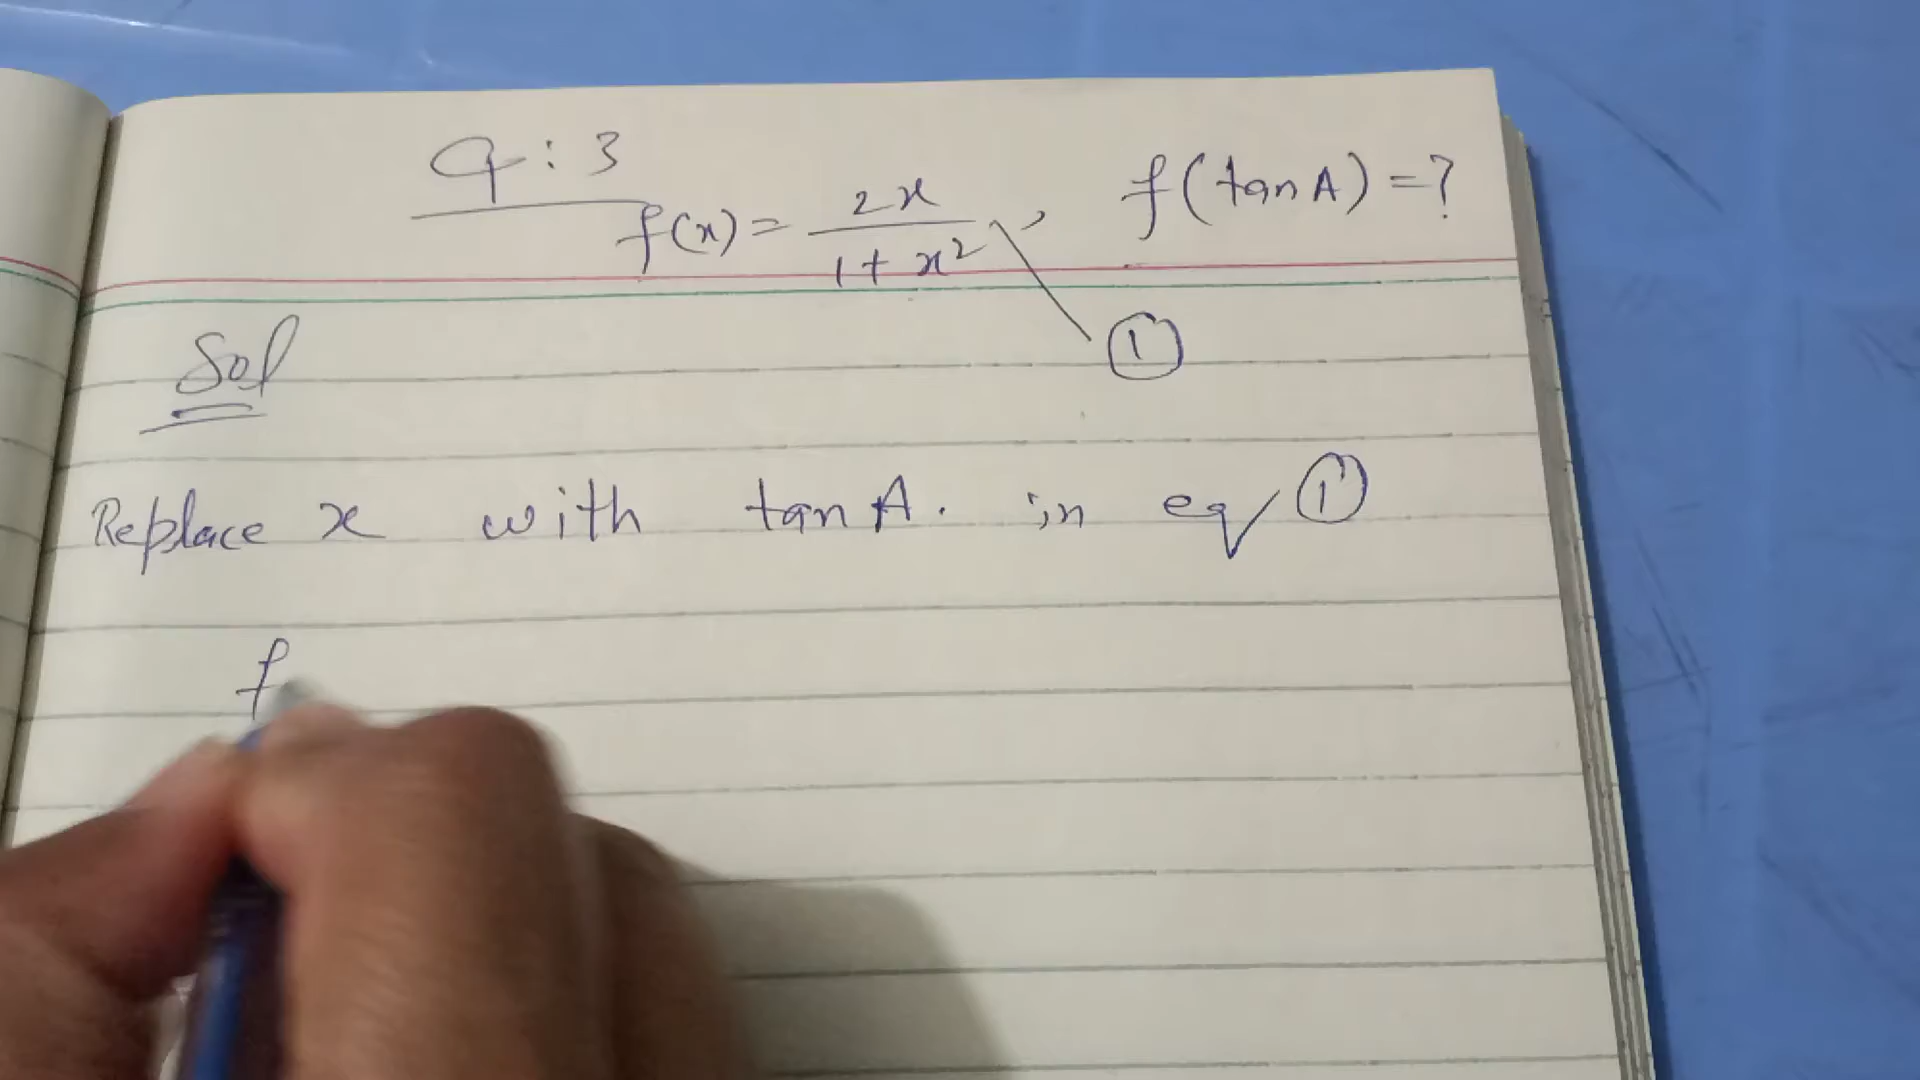 Q : 3
f(x) = 2x / 1 + x², f(tan A) = ?
①
Sol
Replace x with tan A. in eq ①
f